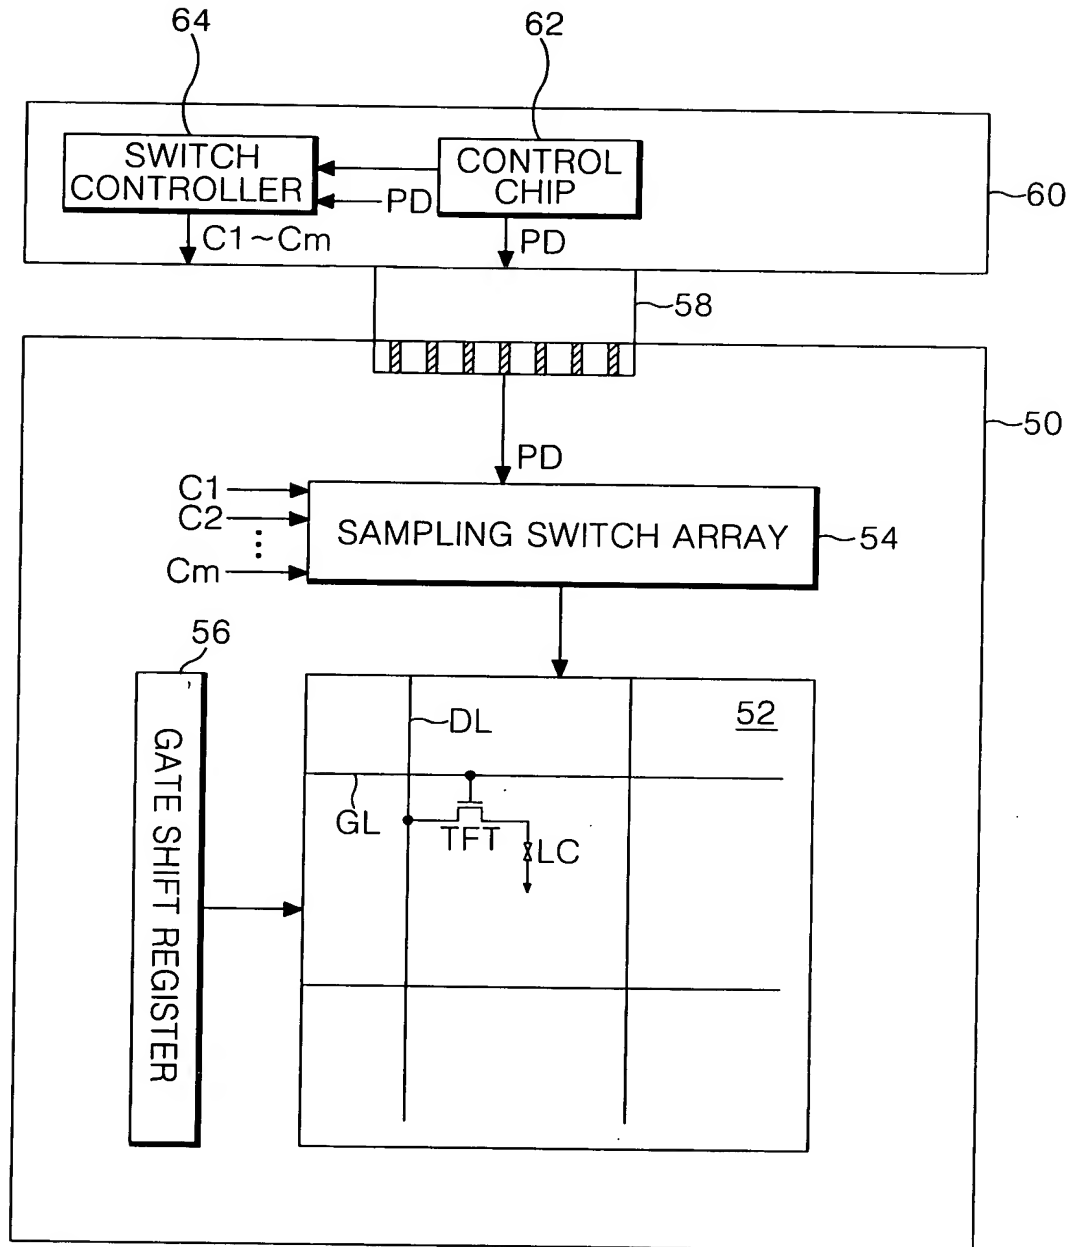 64
62
SWITCH
CONTROLLER
CONTROL
CHIP
PD
60
C1~Cm
PD
58
50
PD
C1
C2
SAMPLING SWITCH ARRAY
54
Cm
56
52
DL
GATE SHIFT REGISTER
GL
TFT
LC